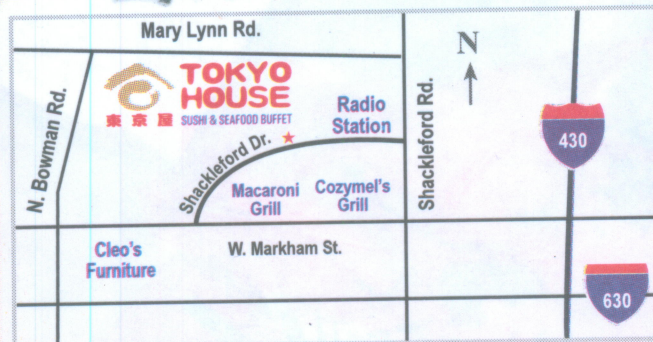 Mary Lynn Rd.
N
TOKYO
HOUSE
東京屋 SUSHI & SEAFOOD BUFFET
N. Bowman Rd.
Radio
Station
Shackleford Dr.
Shackleford Rd.
430
Macaroni
Grill
Cozymel's
Grill
W. Markham St.
Cleo's
Furniture
630